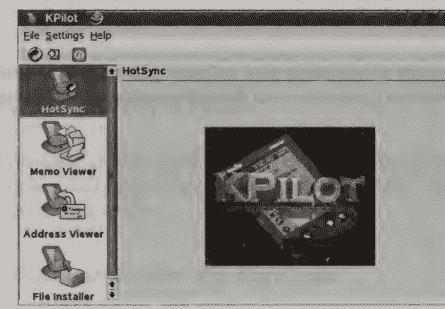 KPilot
File Settings Help
HotSync
HotSync
Memo Viewer
Address Viewer
File Installer
KPILOT